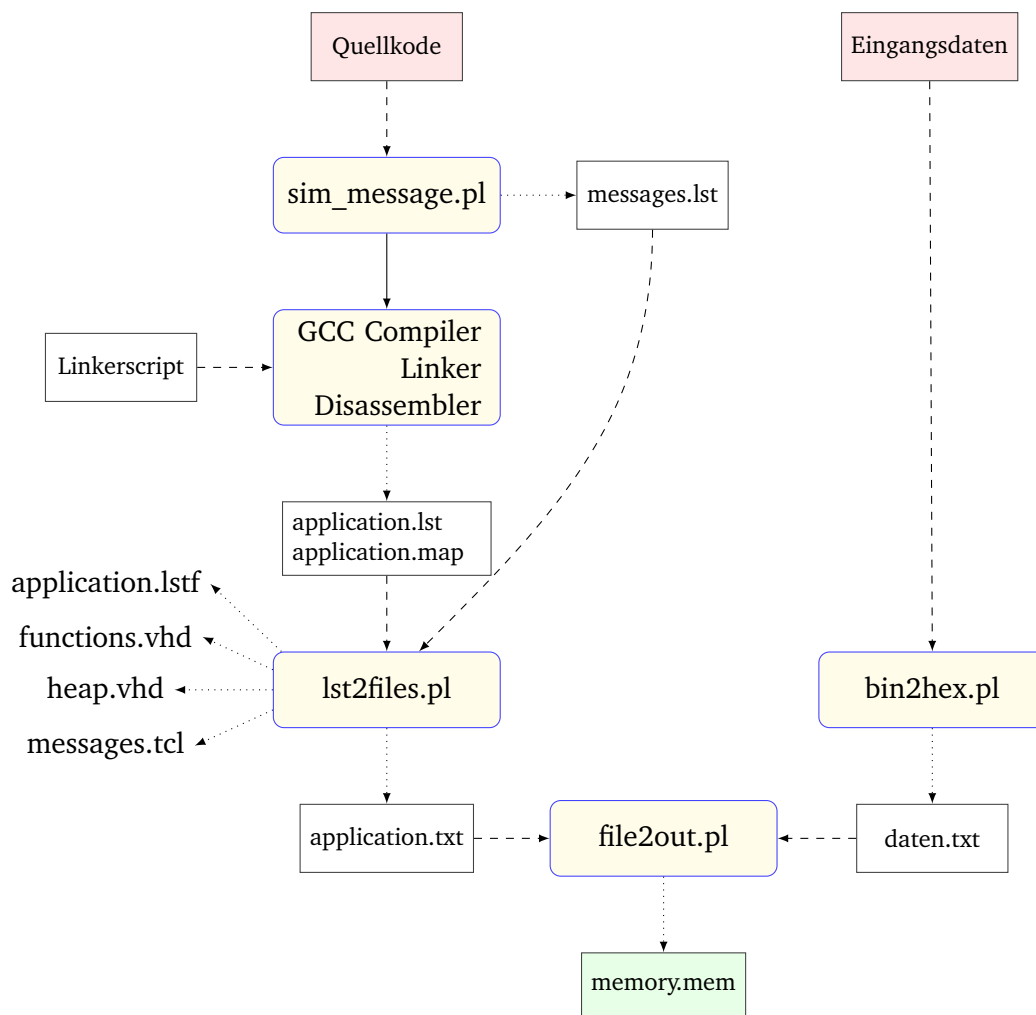 Quellkode
Eingangsdaten
sim_message.pl
messages.lst
GCC Compiler
Linker
Disassembler
Linkerscript
application.lst
application.map
application.lstf
functions.vhd
heap.vhd
messages.tcl
lst2files.pl
bin2hex.pl
application.txt
file2out.pl
daten.txt
memory.mem